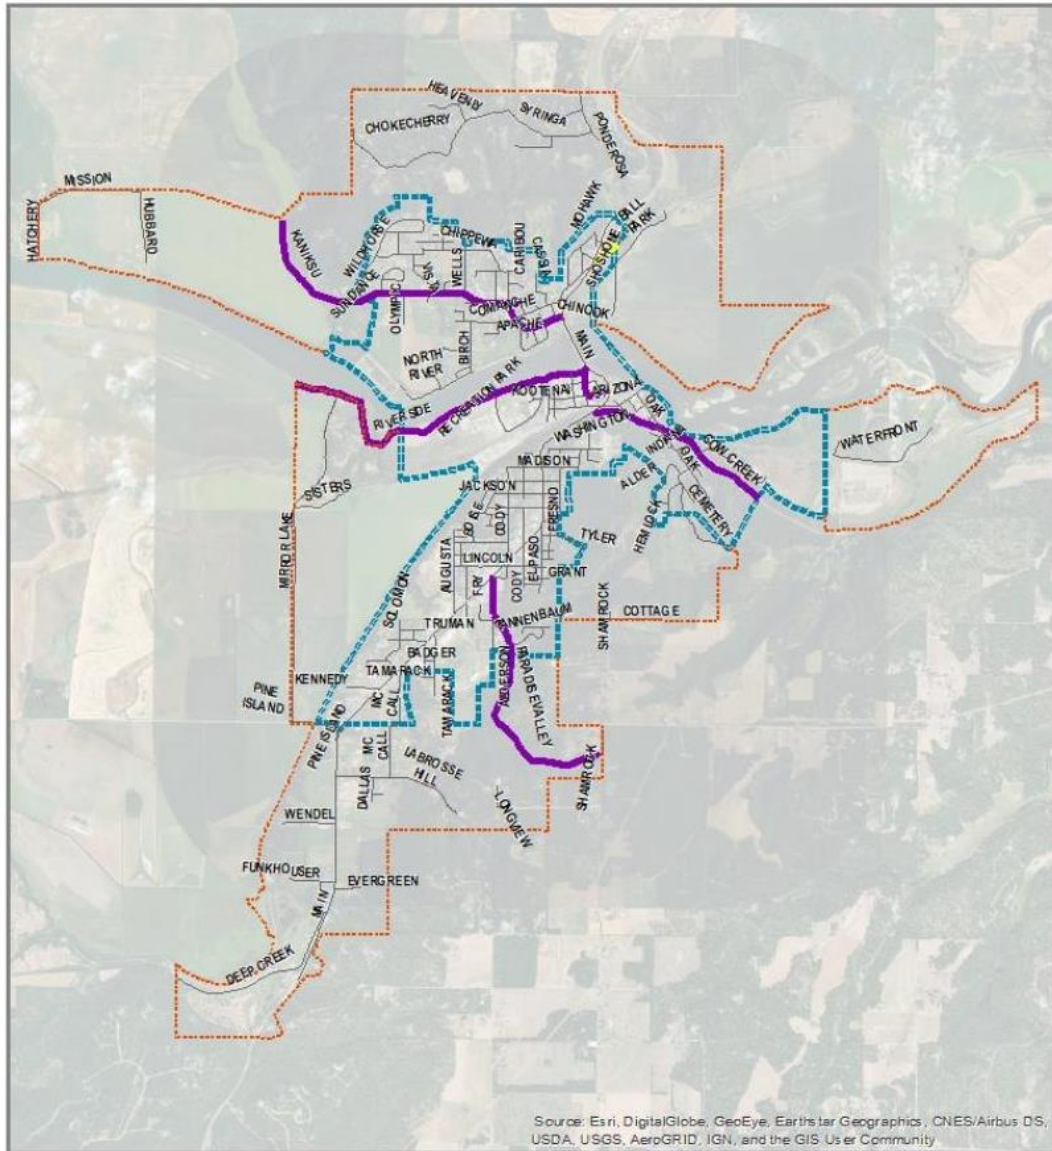 HEAVENLY
SYRINGA
CHOKECHERRY
PONDEROSA
MISSION
HUBBARD
HATCHERY
MOHAWK
BALL
PARK
SHOSHONE
KANIKSU
WILDHORSE
CHIPPEWA
CARIBOU
WELLS
SUNDANCE
OLYMPIC
COMANCHE
CHINOOK
APACHE
MAIN
NORTH
RIVER
BIRCH
RECREATION PARK
KOOTENAI
ARIZONA
RIVERSIDE
OAK
WASHINGTON
COW CREEK
WATERFRONT
MADISON
OAK
ALDER
SISTERS
JACKSON
CEMETERY
BOISE
CODY
FRESNO
HEMLOCK
TYLER
MIRROR LAKE
AUGUSTA
LINCOLN
EL PASO
GRANT
FRY
CODY
SOLOMON
SHAMROCK
COTTAGE
TRUMAN
TANNENBAUM
BADGER
TAMARACK
KENNEDY
ANDERSON
PARADISE VALLEY
PINE
ISLAND
MC
CALL
TAMARACK
PINE ISLAND
MC
CALL
LABROSSE
HILL
DALLAS
SHAMROCK
LONGVIEW
WENDEL
FUNKHOUSER
EVERGREEN
MAIN
DEEP CREEK
Source: Esri, DigitalGlobe, GeoEye, Earthstar Geographics, CNES/Airbus DS,
USDA, USGS, AeroGRID, IGN, and the GIS User Community